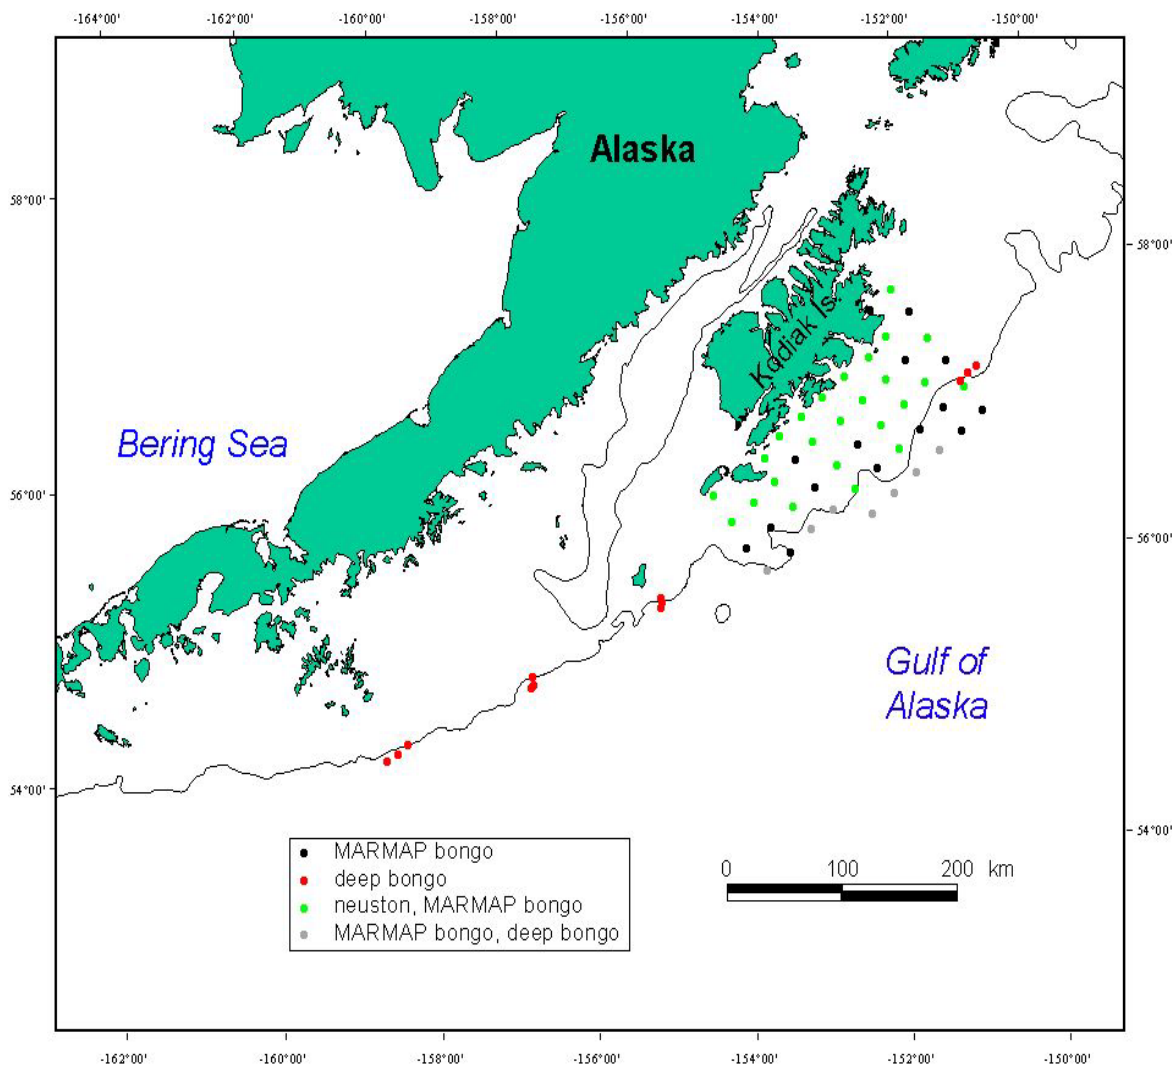 -164°00' -162°00' -160°00' -158°00' -156°00' -154°00' -152°00' -150°00'
Alaska
58°00'
58°00'
Kodiak Is.
Bering Sea
56°00'
56°00'
Gulf of
Alaska
54°00'
54°00'
MARMAP bongo
deep bongo
neuston, MARMAP bongo
MARMAP bongo, deep bongo
0 100 200 km
-162°00' -160°00' -158°00' -156°00' -154°00' -152°00' -150°00'